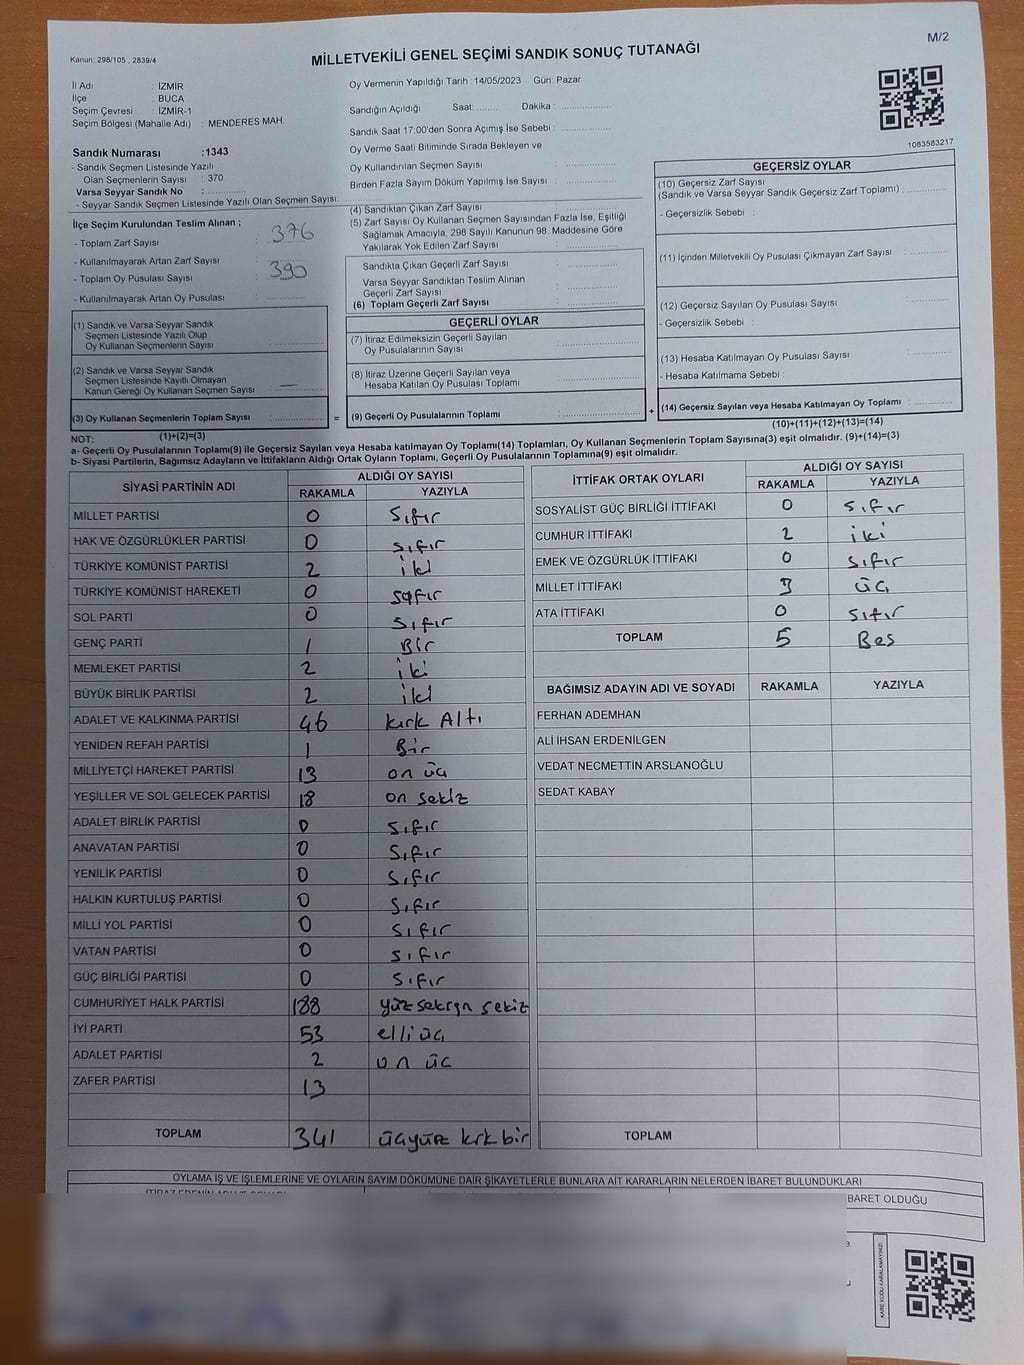 M/2
Kanun: 298/105 , 2839/4
MİLLETVEKİLİ GENEL SEÇİMİ SANDIK SONUÇ TUTANAĞI
İl Adı : İZMİR
İlçe : BUCA
Seçim Çevresi : İZMİR-1
Seçim Bölgesi (Mahalle Adı) : MENDERES MAH.
Sandık Numarası :1343
- Sandık Seçmen Listesinde Yazılı
Olan Seçmenlerin Sayısı : 370
Varsa Seyyar Sandık No : ............
- Seyyar Sandık Seçmen Listesinde Yazılı Olan Seçmen Sayısı: ............
Oy Vermenin Yapıldığı Tarih :14/05/2023 Gün: Pazar
Sandığın Açıldığı Saat: ....... Dakika : ..................
Sandık Saat 17:00'den Sonra Açımış İse Sebebi : ..................
Oy Verme Saati Bitiminde Sırada Bekleyen ve
Oy Kullandırılan Seçmen Sayısı : ..................
Birden Fazla Sayım Döküm Yapılmış İse Sayısı : ..................
1083583217
İlçe Seçim Kurulundan Teslim Alınan ;
- Toplam Zarf Sayısı : 376
- Kullanılmayarak Artan Zarf Sayısı : ............
- Toplam Oy Pusulası Sayısı : 390
- Kullanılmayarak Artan Oy Pusulası : ............
(1) Sandık ve Varsa Seyyar Sandık
Seçmen Listesinde Yazılı Olup
Oy Kullanan Seçmenlerin Sayısı : ............
(2) Sandık ve Varsa Seyyar Sandık
Seçmen Listesinde Kayıtlı Olmayan
Kanun Gereği Oy Kullanan Seçmen Sayısı : —
(3) Oy Kullanan Seçmenlerin Toplam Sayısı : ............ =
(1)+(2)=(3)
(4) Sandıktan Çıkan Zarf Sayısı : ............
(5) Zarf Sayısı Oy Kullanan Seçmen Sayısından Fazla İse, Eşitliği
Sağlamak Amacıyla; 298 Sayılı Kanunun 98. Maddesine Göre
Yakılarak Yok Edilen Zarf Sayısı : ............
Sandıkta Çıkan Geçerli Zarf Sayısı : ............
Varsa Seyyar Sandıktan Teslim Alınan
Geçerli Zarf Sayısı : ............
(6) Toplam Geçerli Zarf Sayısı : ............
GEÇERLİ OYLAR
(7) İtiraz Edilmeksizin Geçerli Sayılan
Oy Pusulalarının Sayısı : ............
(8) İtiraz Üzerine Geçerli Sayılan veya
Hesaba Katılan Oy Pusulası Toplamı : ............
(9) Geçerli Oy Pusulalarının Toplamı : ............ +
GEÇERSİZ OYLAR
(10) Geçersiz Zarf Sayısı
(Sandık ve Varsa Seyyar Sandık Geçersiz Zarf Toplamı) : ............
- Geçersizlik Sebebi :
(11) İçinden Milletvekili Oy Pusulası Çıkmayan Zarf Sayısı : ............
(12) Geçersiz Sayılan Oy Pusulası Sayısı : ............
- Geçersizlik Sebebi :
(13) Hesaba Katılmayan Oy Pusulası Sayısı : ............
- Hesaba Katılmama Sebebi :
(14) Geçersiz Sayılan veya Hesaba Katılmayan Oy Toplamı : ............
(10)+(11)+(12)+(13)=(14)
NOT:
a- Geçerli Oy Pusulalarının Toplamı(9) ile Geçersiz Sayılan veya Hesaba katılmayan Oy Toplamı(14) Toplamları, Oy Kullanan Seçmenlerin Toplam Sayısına(3) eşit olmalıdır. (9)+(14)=(3)
b- Siyasi Partilerin, Bağımsız Adayların ve İttifakların Aldığı Ortak Oyların Toplamı, Geçerli Oy Pusulalarının Toplamına(9) eşit olmalıdır.
SİYASİ PARTİNİN ADI ALDIĞI OY SAYISI
RAKAMLA YAZIYLA
MİLLET PARTİSİ 0 Sıfır
HAK VE ÖZGÜRLÜKLER PARTİSİ 0 Sıfır
TÜRKİYE KOMÜNİST PARTİSİ 2 iki
TÜRKİYE KOMÜNİST HAREKETİ 0 sıfır
SOL PARTİ 0 Sıfır
GENÇ PARTİ 1 Bir
MEMLEKET PARTİSİ 2 iki
BÜYÜK BİRLİK PARTİSİ 2 iki
ADALET VE KALKINMA PARTİSİ 46 kırk Altı
YENİDEN REFAH PARTİSİ 1 Bir
MİLLİYETÇİ HAREKET PARTİSİ 13 on üç
YEŞİLLER VE SOL GELECEK PARTİSİ 18 on sekiz
ADALET BİRLİK PARTİSİ 0 Sıfır
ANAVATAN PARTİSİ 0 Sıfır
YENİLİK PARTİSİ 0 Sıfır
HALKIN KURTULUŞ PARTİSİ 0 Sıfır
MİLLİ YOL PARTİSİ 0 Sıfır
VATAN PARTİSİ 0 Sıfır
GÜÇ BİRLİĞİ PARTİSİ 0 Sıfır
CUMHURİYET HALK PARTİSİ 188 yüz seksen sekiz
İYİ PARTİ 53 elli üç
ADALET PARTİSİ 2 on üç
ZAFER PARTİSİ 13
TOPLAM 341 üçyüz kırk bir
İTTİFAK ORTAK OYLARI ALDIĞI OY SAYISI
RAKAMLA YAZIYLA
SOSYALİST GÜÇ BİRLİĞİ İTTİFAKI 0 Sıfır
CUMHUR İTTİFAKI 2 iki
EMEK VE ÖZGÜRLÜK İTTİFAKI 0 Sıfır
MİLLET İTTİFAKI 3 üç
ATA İTTİFAKI 0 Sıfır
TOPLAM 5 Beş
BAĞIMSIZ ADAYIN ADI VE SOYADI RAKAMLA YAZIYLA
FERHAN ADEMHAN
ALİ İHSAN ERDENİLGEN
VEDAT NECMETTİN ARSLANOĞLU
SEDAT KABAY
TOPLAM
OYLAMA İŞ VE İŞLEMLERİNE VE OYLARIN SAYIM DÖKÜMÜNE DAİR ŞİKAYETLERLE BUNLARA AİT KARARLARIN NELERDEN İBARET BULUNDUKLARI
BARET OLDUĞU
KARE KODU KARALAMAYINIZ!